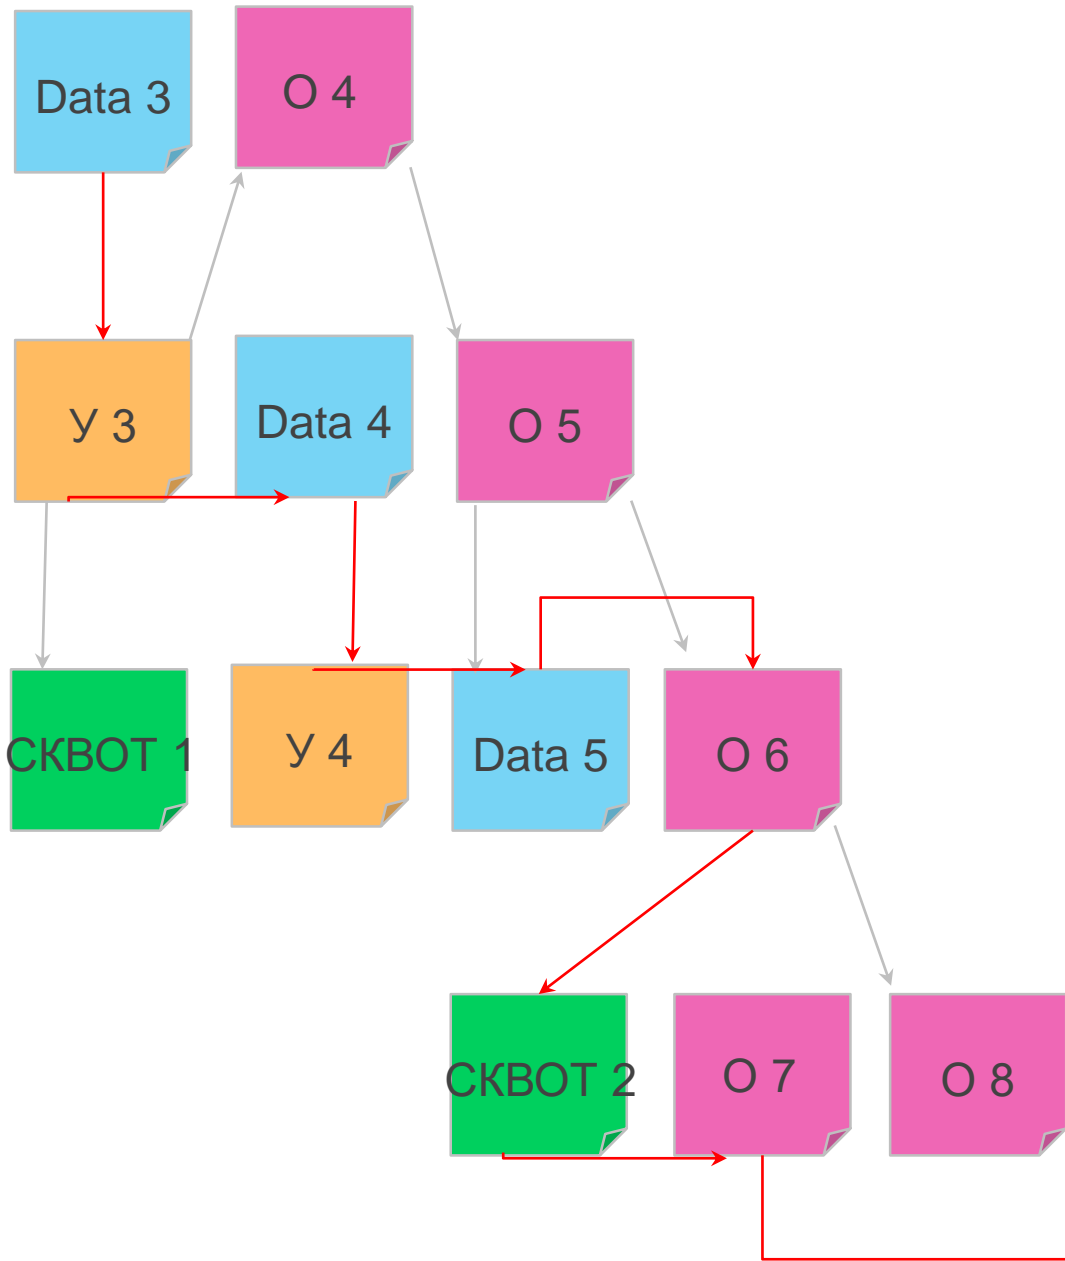 Data 3
О 4
У 3
Data 4
О 5
СКВОТ 1
У 4
Data 5
О 6
СКВОТ 2
О 7
О 8